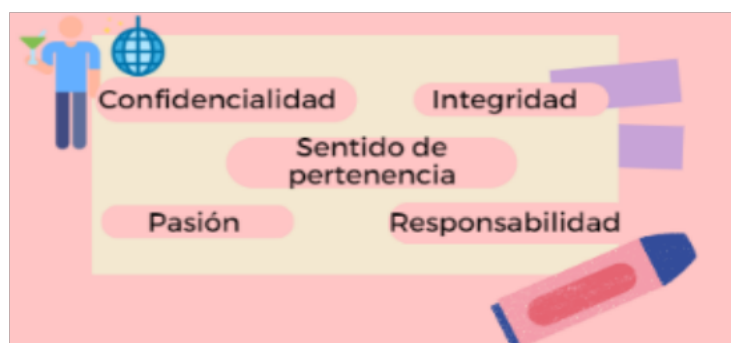 Confidencialidad
Integridad
Sentido de
pertenencia
Pasión
Responsabilidad